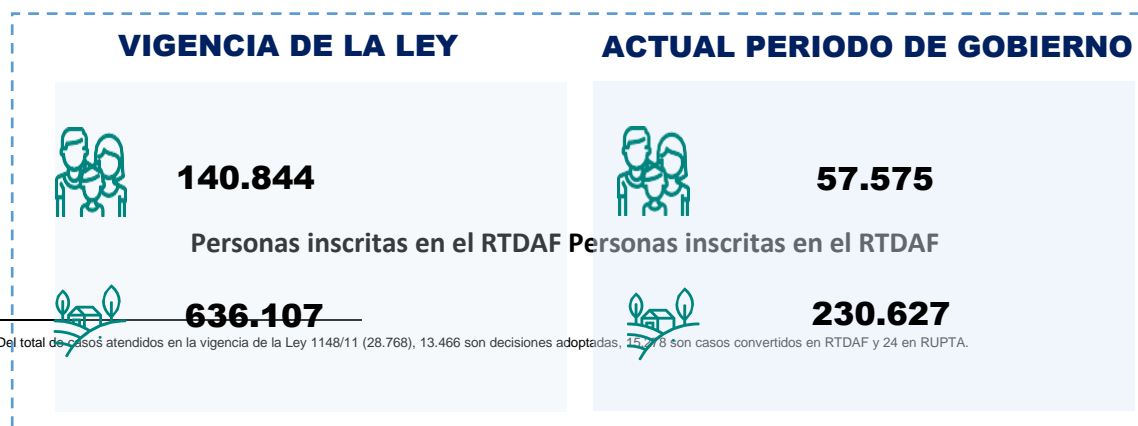 VIGENCIA DE LA LEY
ACTUAL PERIODO DE GOBIERNO
140.844
57.575
Personas inscritas en el RTDAF Personas inscritas en el RTDAF
636.107
230.627
Del total de casos atendidos en la vigencia de la Ley 1148/11 (28.768), 13.466 son decisiones adoptadas, 15.278 son casos convertidos en RTDAF y 24 en RUPTA.